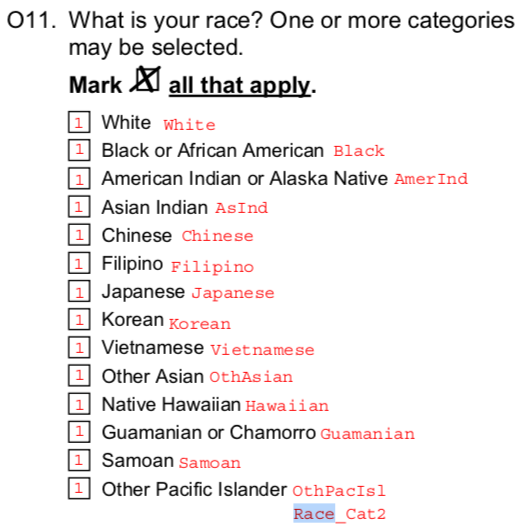 O11. What is your race? One or more categories
may be selected.
Mark X all that apply.
1 White White
1 Black or African American Black
1 American Indian or Alaska Native AmerInd
1 Asian Indian AsInd
1 Chinese Chinese
1 Filipino Filipino
1 Japanese Japanese
1 Korean Korean
1 Vietnamese Vietnamese
1 Other Asian OthAsian
1 Native Hawaiian Hawaiian
1 Guamanian or Chamorro Guamanian
1 Samoan Samoan
1 Other Pacific Islander OthPacIsl
Race_Cat2